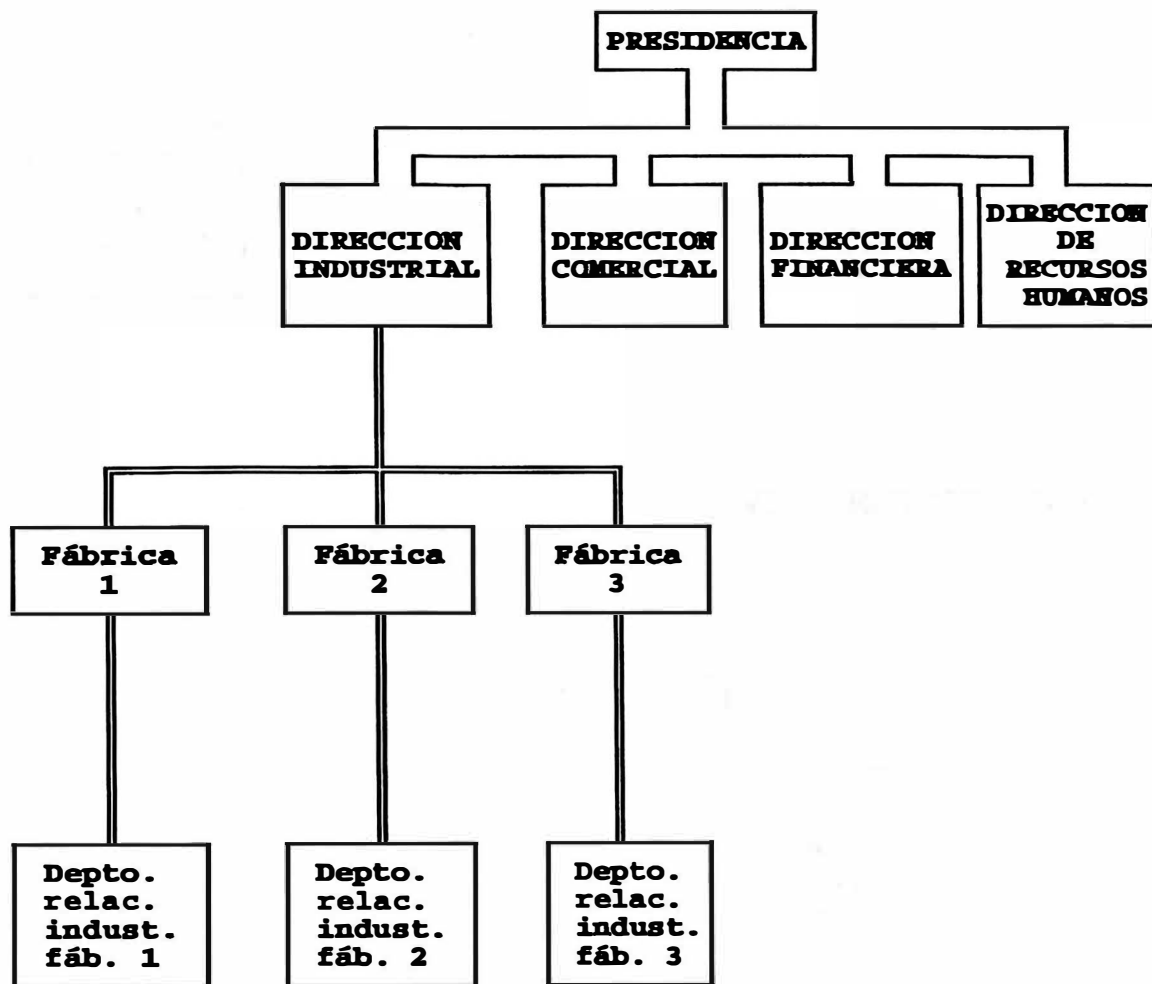 PRESIDENCIA
DIRECCION
INDUSTRIAL
DIRECCION
COMERCIAL
DIRECCION
FINANCIERA
DIRECCION
DE
RECURSOS
HUMANOS
Fábrica
1
Fábrica
2
Fábrica
3
Depto.
relac.
indust.
fáb. 1
Depto.
relac.
indust.
fáb. 2
Depto.
relac.
indust.
fáb. 3